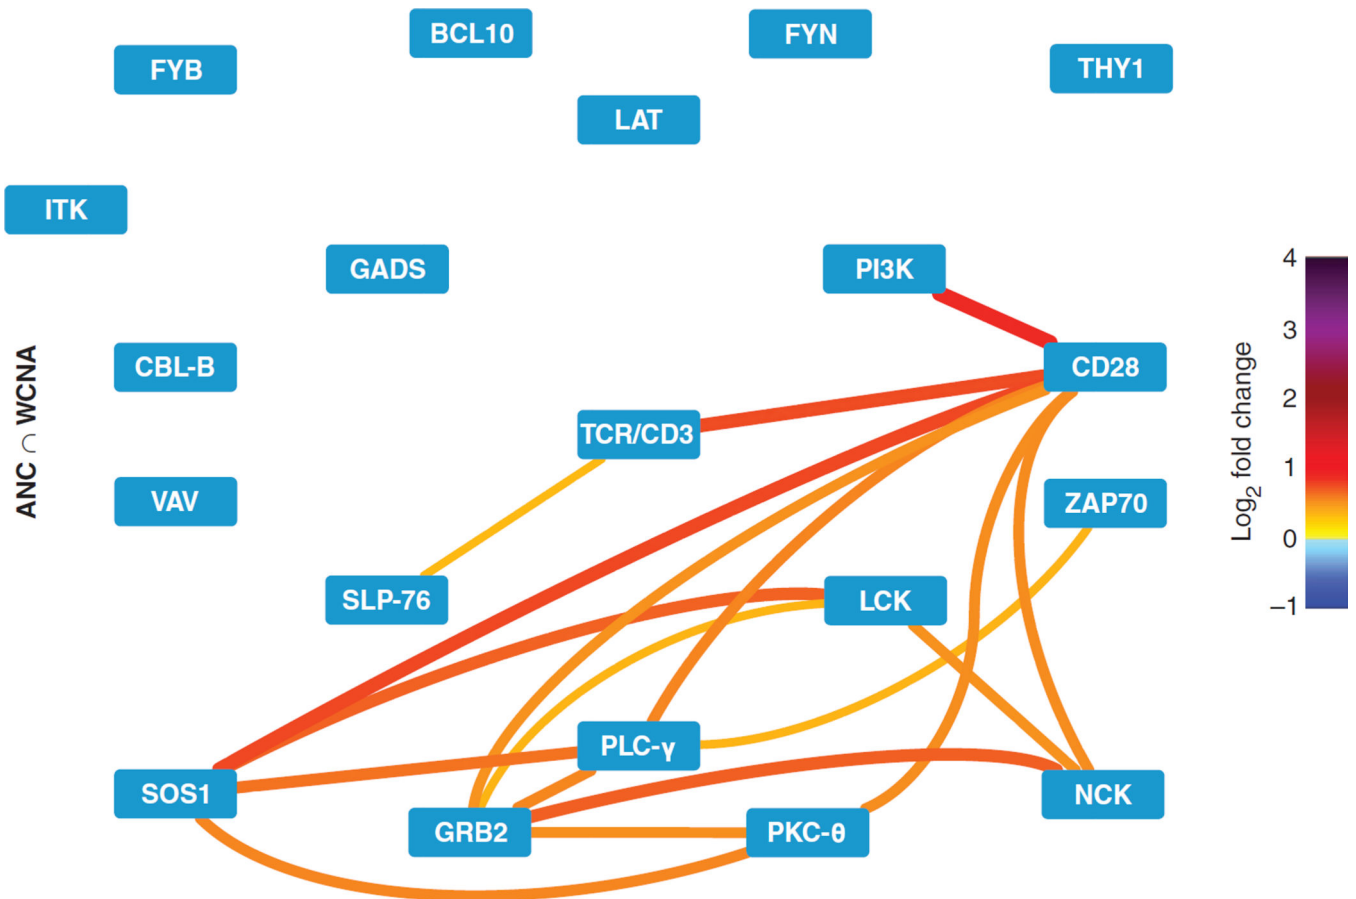 BCL10
FYN
FYB
THY1
LAT
ITK
GADS
PI3K
CBL-B
CD28
TCR/CD3
VAV
ZAP70
SLP-76
LCK
PLC-γ
SOS1
NCK
GRB2
PKC-θ
ANC ∩ WCNA
Log2 fold change
4
3
2
1
0
–1